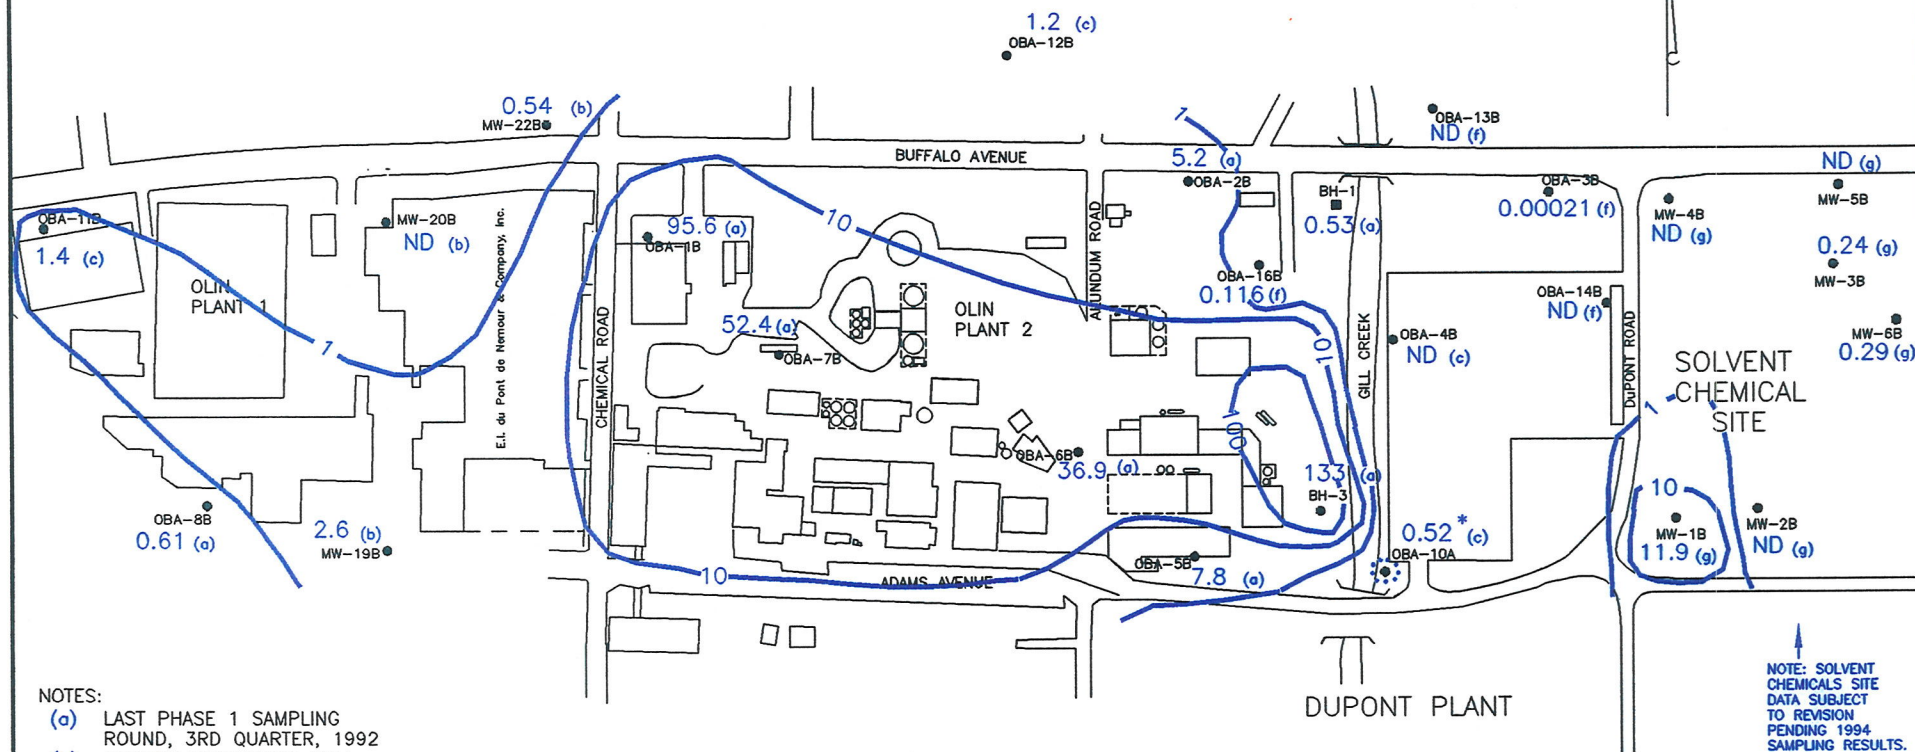 1.2 (c)
OBA-12B
0.54 (b)
MW-22B
1
OBA-13B
ND (f)
BUFFALO AVENUE
5.2 (a)
OBA-2B
BH-1
0.53 (a)
OBA-3B
0.00021 (f)
ND (g)
MW-5B
MW-4B
ND (g)
OBA-11B
1.4 (c)
MW-20B
ND (b)
E.I. du Pont de Nemour & Company, Inc.
95.6 (a)
OBA-1B
10
ALUNDUM ROAD
0.24 (g)
MW-3B
OBA-16B
0.116 (f)
OLIN
PLANT 1
OLIN
PLANT 2
OBA-14B
ND (f)
52.4 (a)
OBA-7B
1
CHEMICAL ROAD
10
GILL CREEK
OBA-4B
ND (c)
DuPONT ROAD
MW-6B
0.29 (g)
SOLVENT
CHEMICAL
SITE
1
100
OBA-6B
36.9 (a)
133 (a)
BH-3
10
MW-1B
11.9 (g)
MW-2B
ND (g)
OBA-8B
0.61 (a)
2.6 (b)
MW-19B
0.52* (c)
OBA-10A
OBA-5B
7.8 (a)
10
ADAMS AVENUE
DUPONT PLANT
NOTE: SOLVENT
CHEMICALS SITE
DATA SUBJECT
TO REVISION
PENDING 1994
SAMPLING RESULTS.
NOTES:
(a) LAST PHASE 1 SAMPLING
ROUND, 3RD QUARTER, 1992